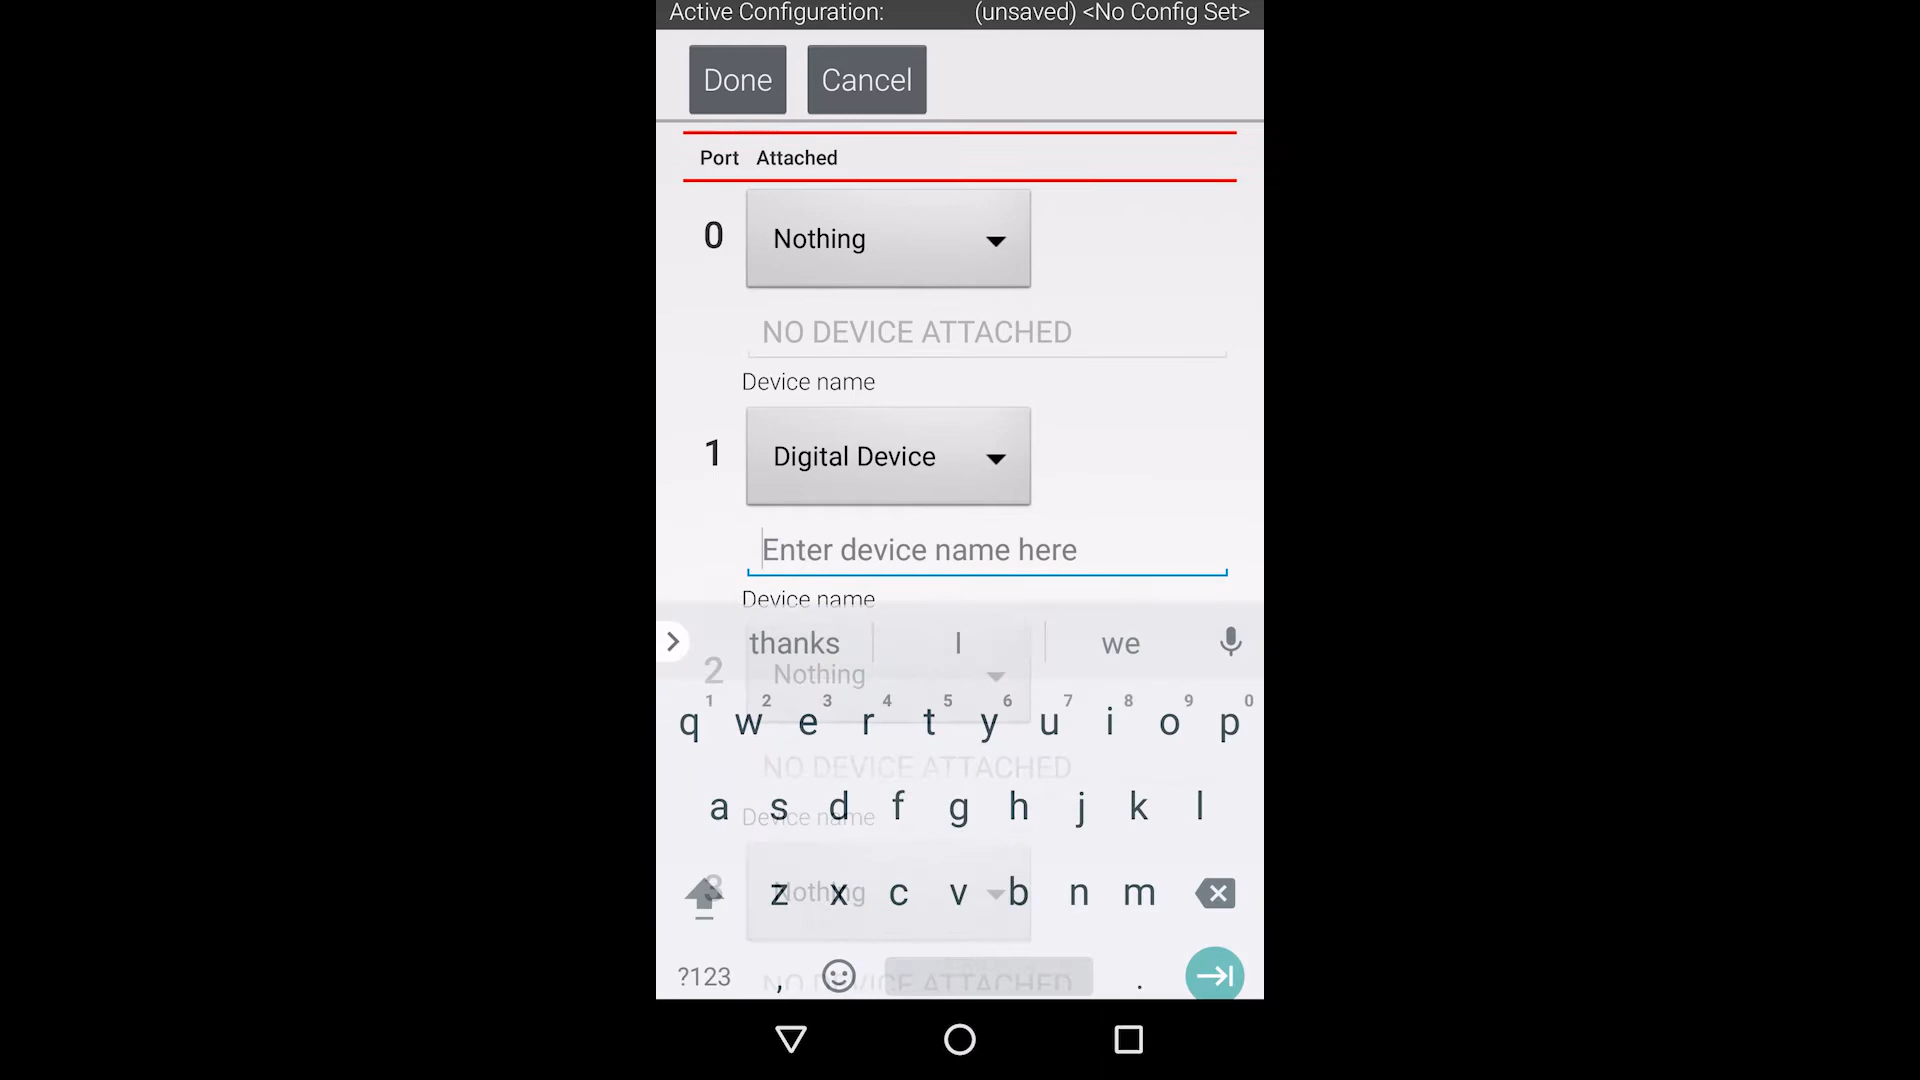 Active Configuration: (unsaved) <No Config Set>
Done Cancel
Port Attached
0 Nothing
NO DEVICE ATTACHED
Device name
1 Digital Device
Enter device name here
Device name
thanks I we
2 Nothing
1 2 3 4 5 6 7 8 9 0
q w e r t y u i o p
NO DEVICE ATTACHED
a s d f g h j k l
Device name
3 Nothing
z x c v b n m
?123 , .
NO DEVICE ATTACHED